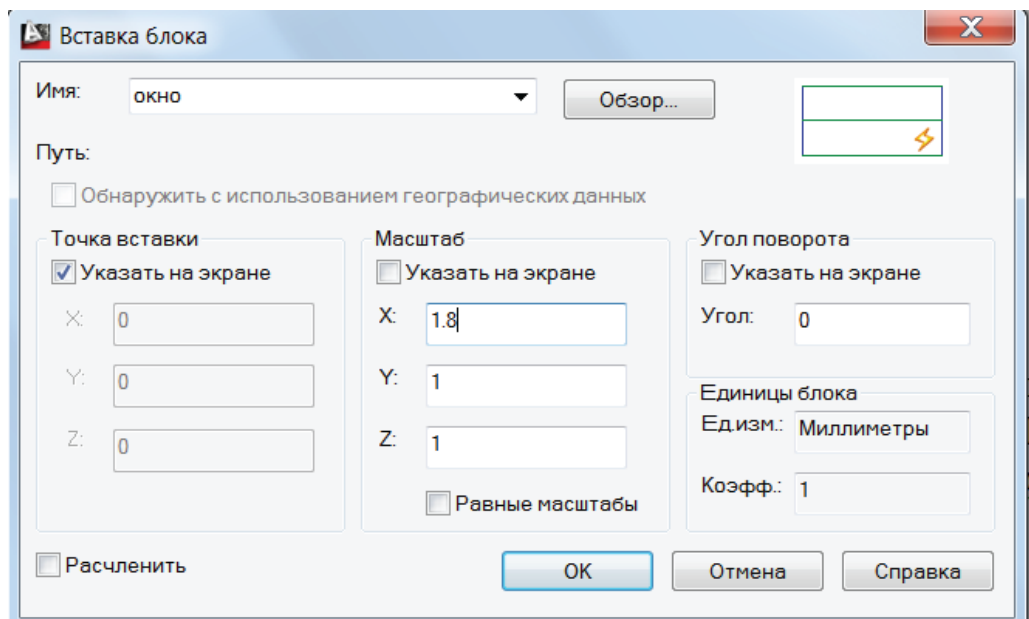 Вставка блока
Имя: окно Обзор...
Путь:
Обнаружить с использованием географических данных
Точка вставки
Указать на экране
X: 0
Y: 0
Z: 0
Масштаб
Указать на экране
X: 1.8
Y: 1
Z: 1
Равные масштабы
Угол поворота
Указать на экране
Угол: 0
Единицы блока
Ед.изм.: Миллиметры
Коэфф.: 1
Расчленить
OK Отмена Справка